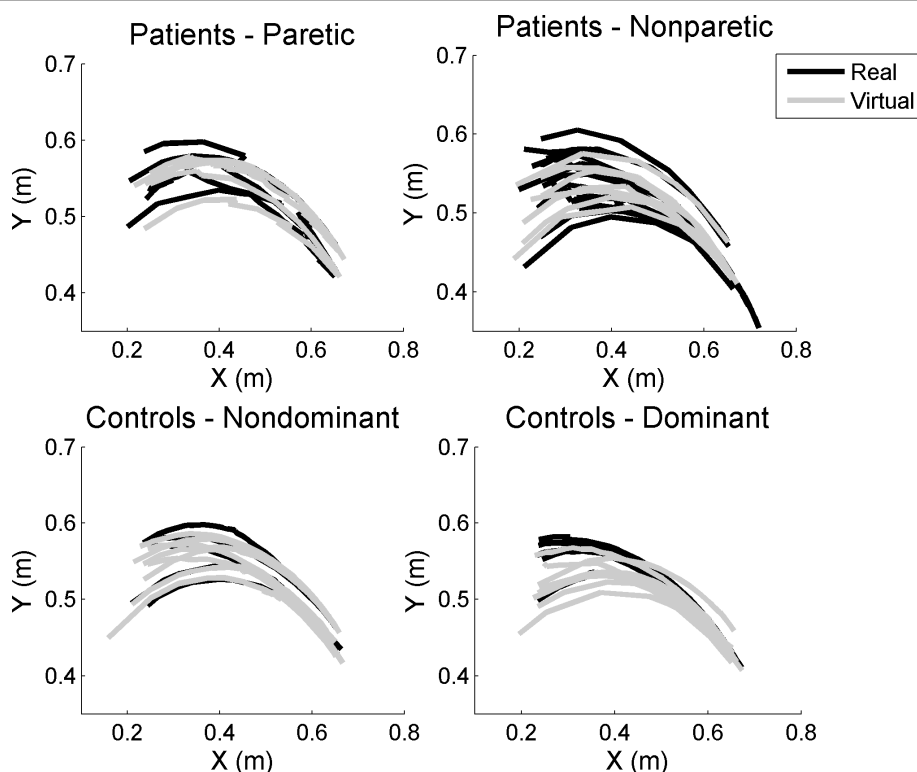 Patients - Paretic
Patients - Nonparetic
Real
Virtual
0.7
0.6
0.5
0.4
Y (m)
0.2
0.4
0.6
0.8
X (m)
0.7
0.6
0.5
0.4
Y (m)
0.2
0.4
0.6
0.8
X (m)
Controls - Nondominant
Controls - Dominant
0.7
0.6
0.5
0.4
Y (m)
0.2
0.4
0.6
0.8
X (m)
0.7
0.6
0.5
0.4
Y (m)
0.2
0.4
0.6
0.8
X (m)